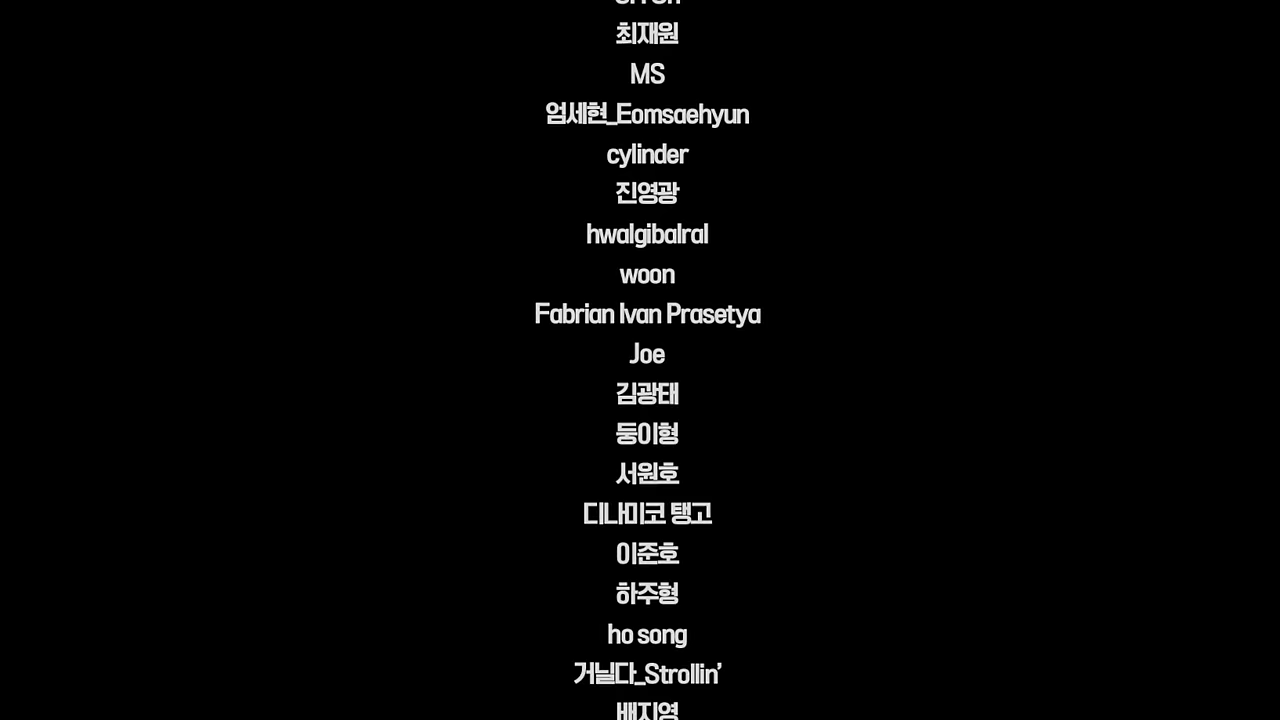 최재원
MS
엄세현_Eomsaehyun
cylinder
진영광
hwalgibalral
woon
Fabrian Ivan Prasetya
Joe
김광태
둥이형
서원호
디나미코 탱고
이준호
하주형
ho song
거닐다_Strollin’
배지영